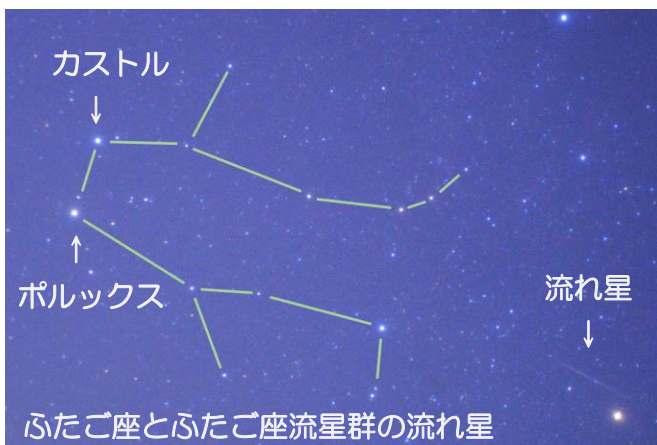 カストル
↓
↑
ポルックス
流れ星
↓
ふたご座とふたご座流星群の流れ星